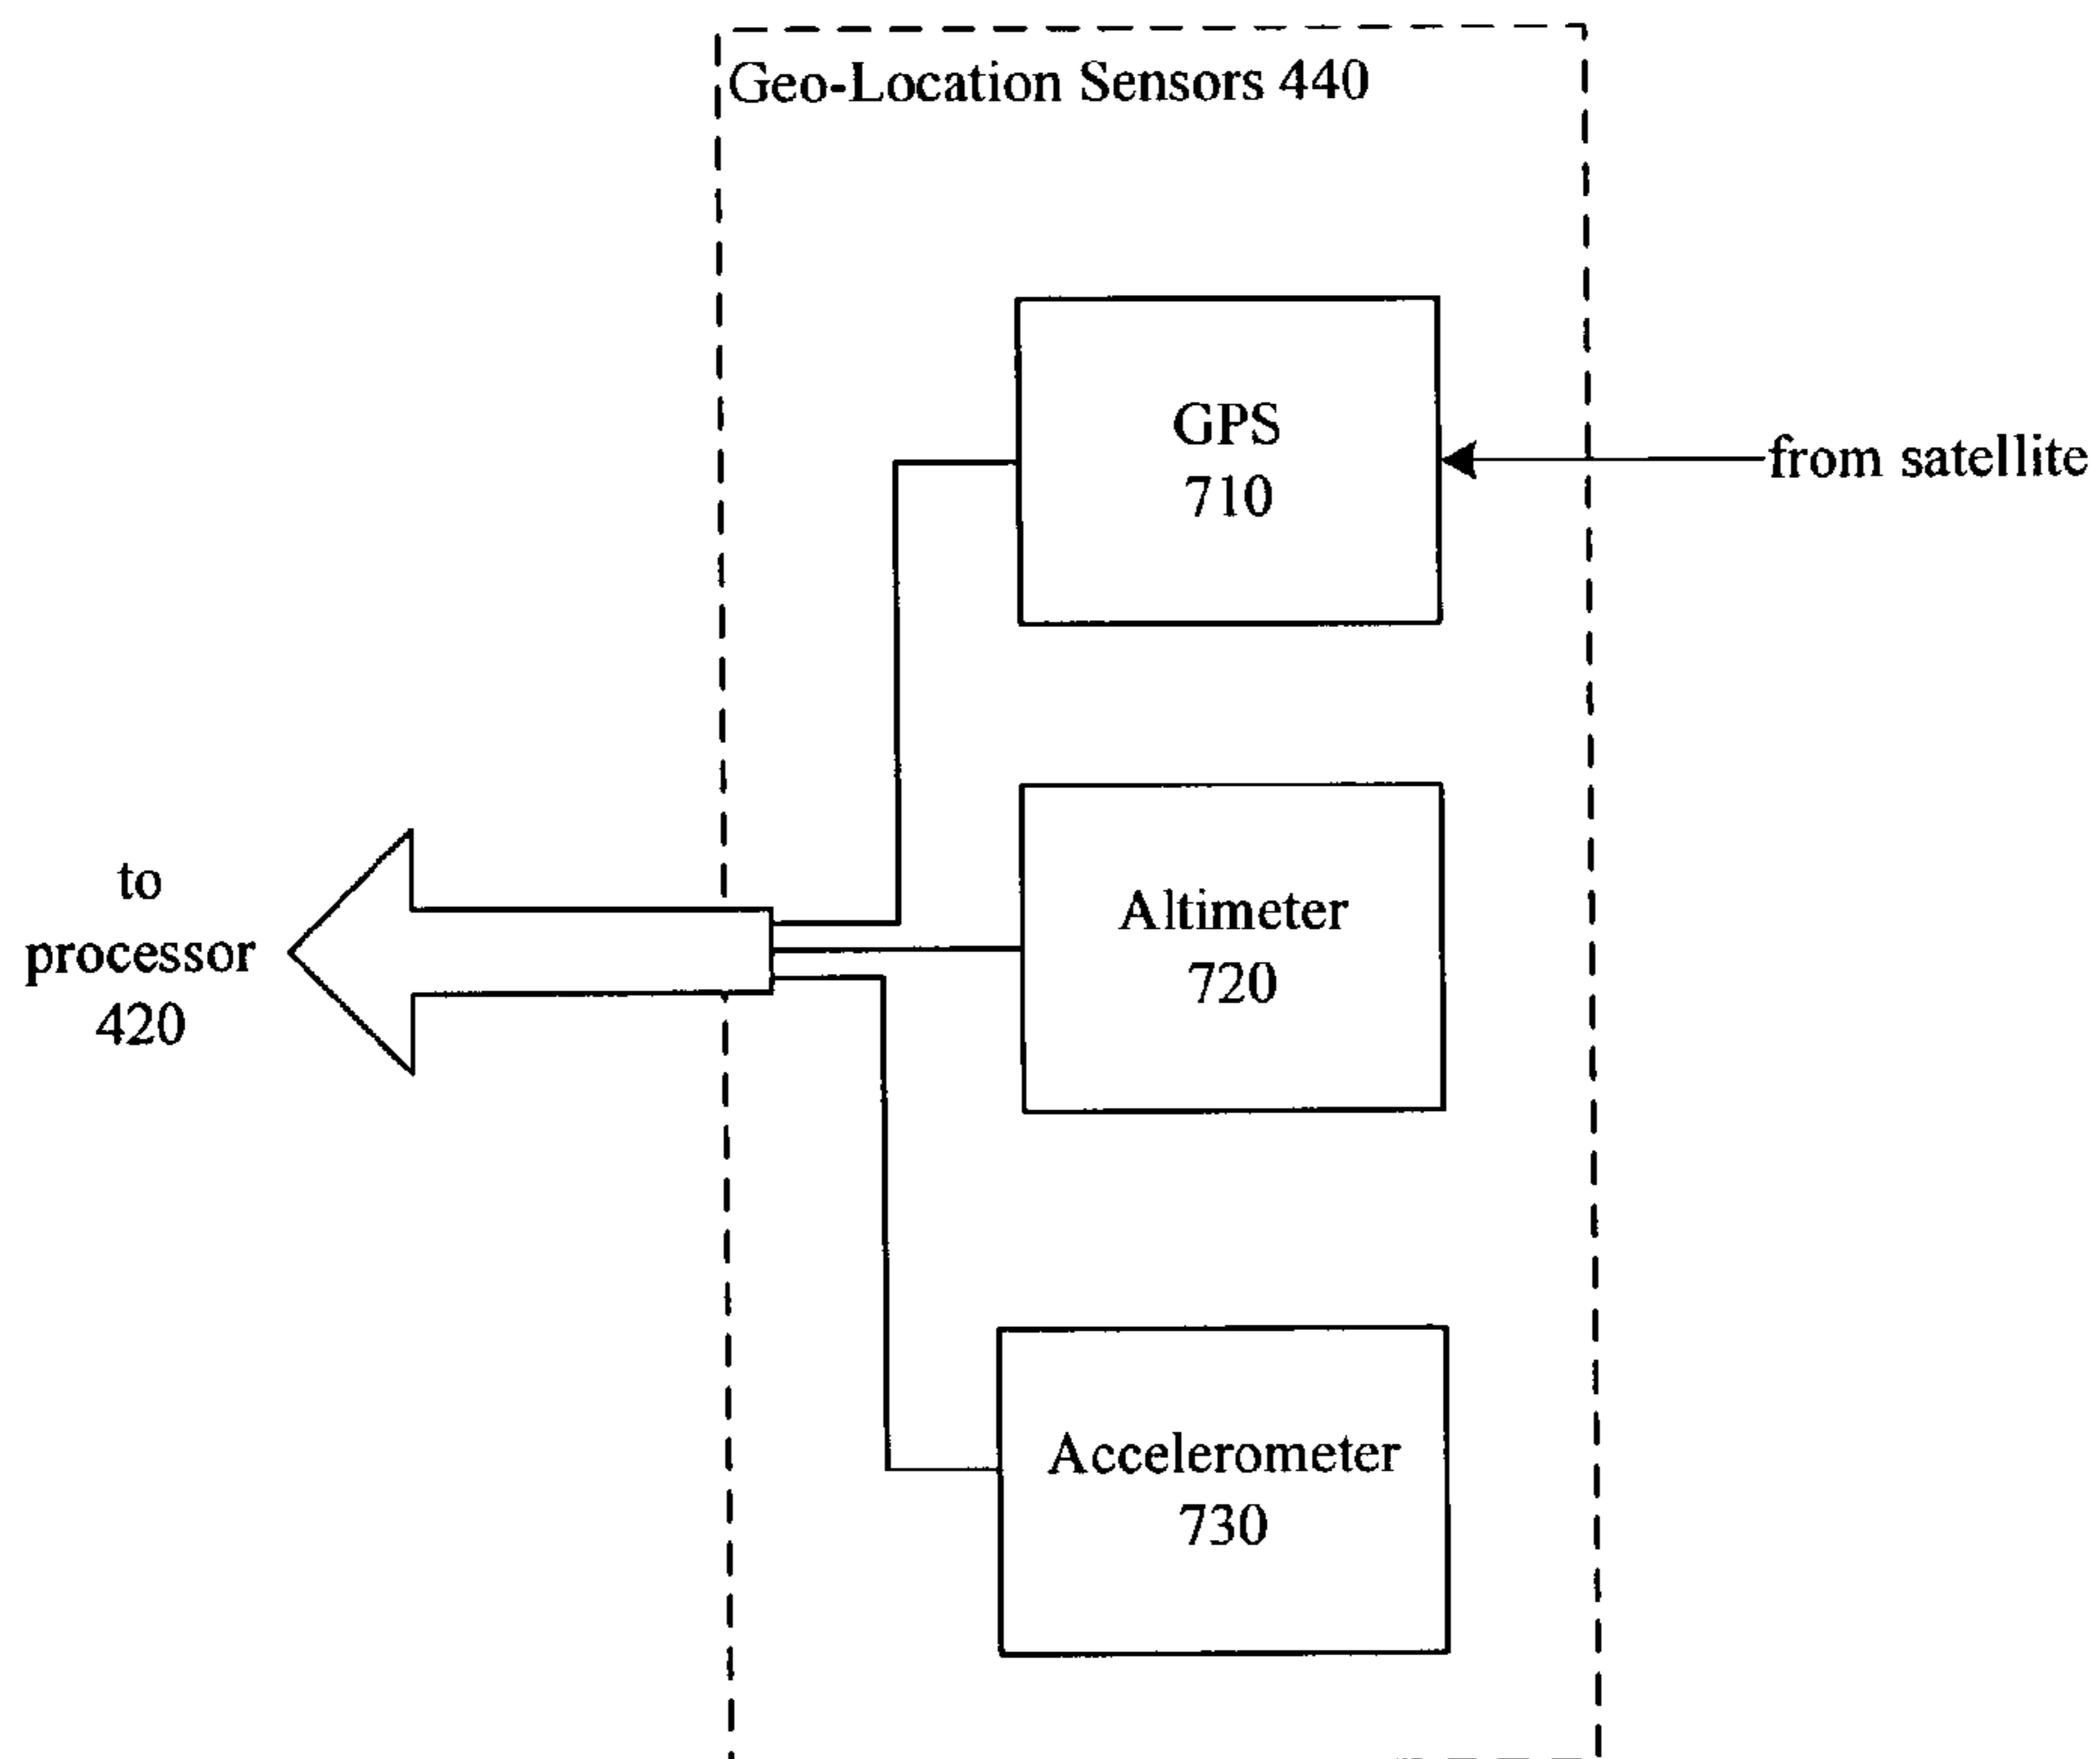 Geo-Location Sensors 440
GPS
710
from satellite
to
processor
420
Altimeter
720
Accelerometer
730